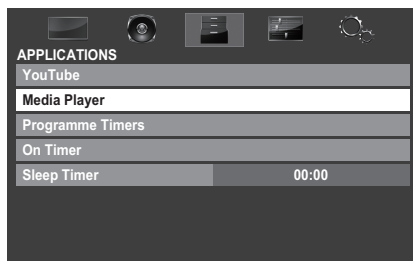 APPLICATIONS
YouTube
Media Player
Programme Timers
On Timer
Sleep Timer 00:00